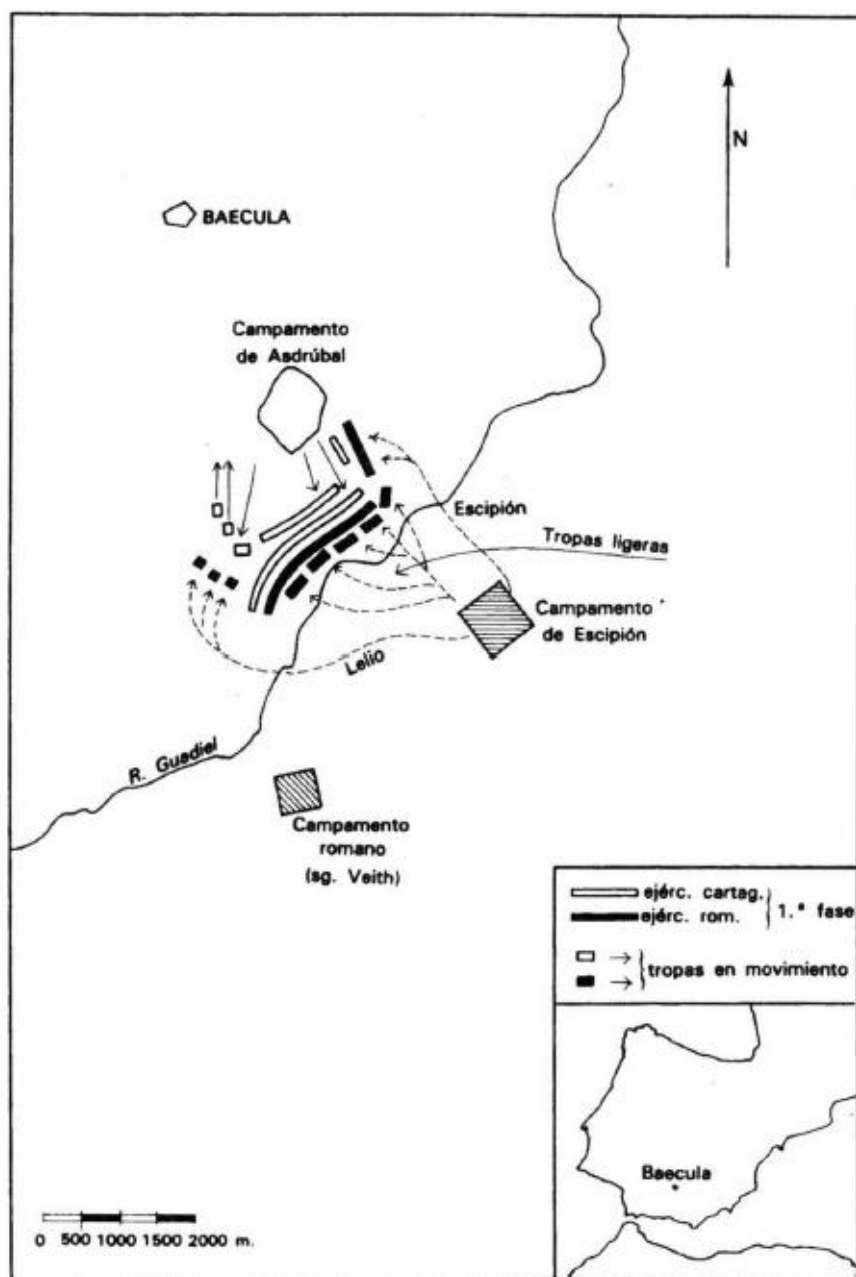 N
BAECULA
Campamento
de Asdrúbal
Escipión
Tropas ligeras
Campamento
de Escipión
Lelio
R. Guadiel
Campamento
romano
(sg. Veith)
ejérc. cartag.
ejérc. rom.
1.ª fase
tropas en movimiento
Baecula
0 500 1000 1500 2000 m.